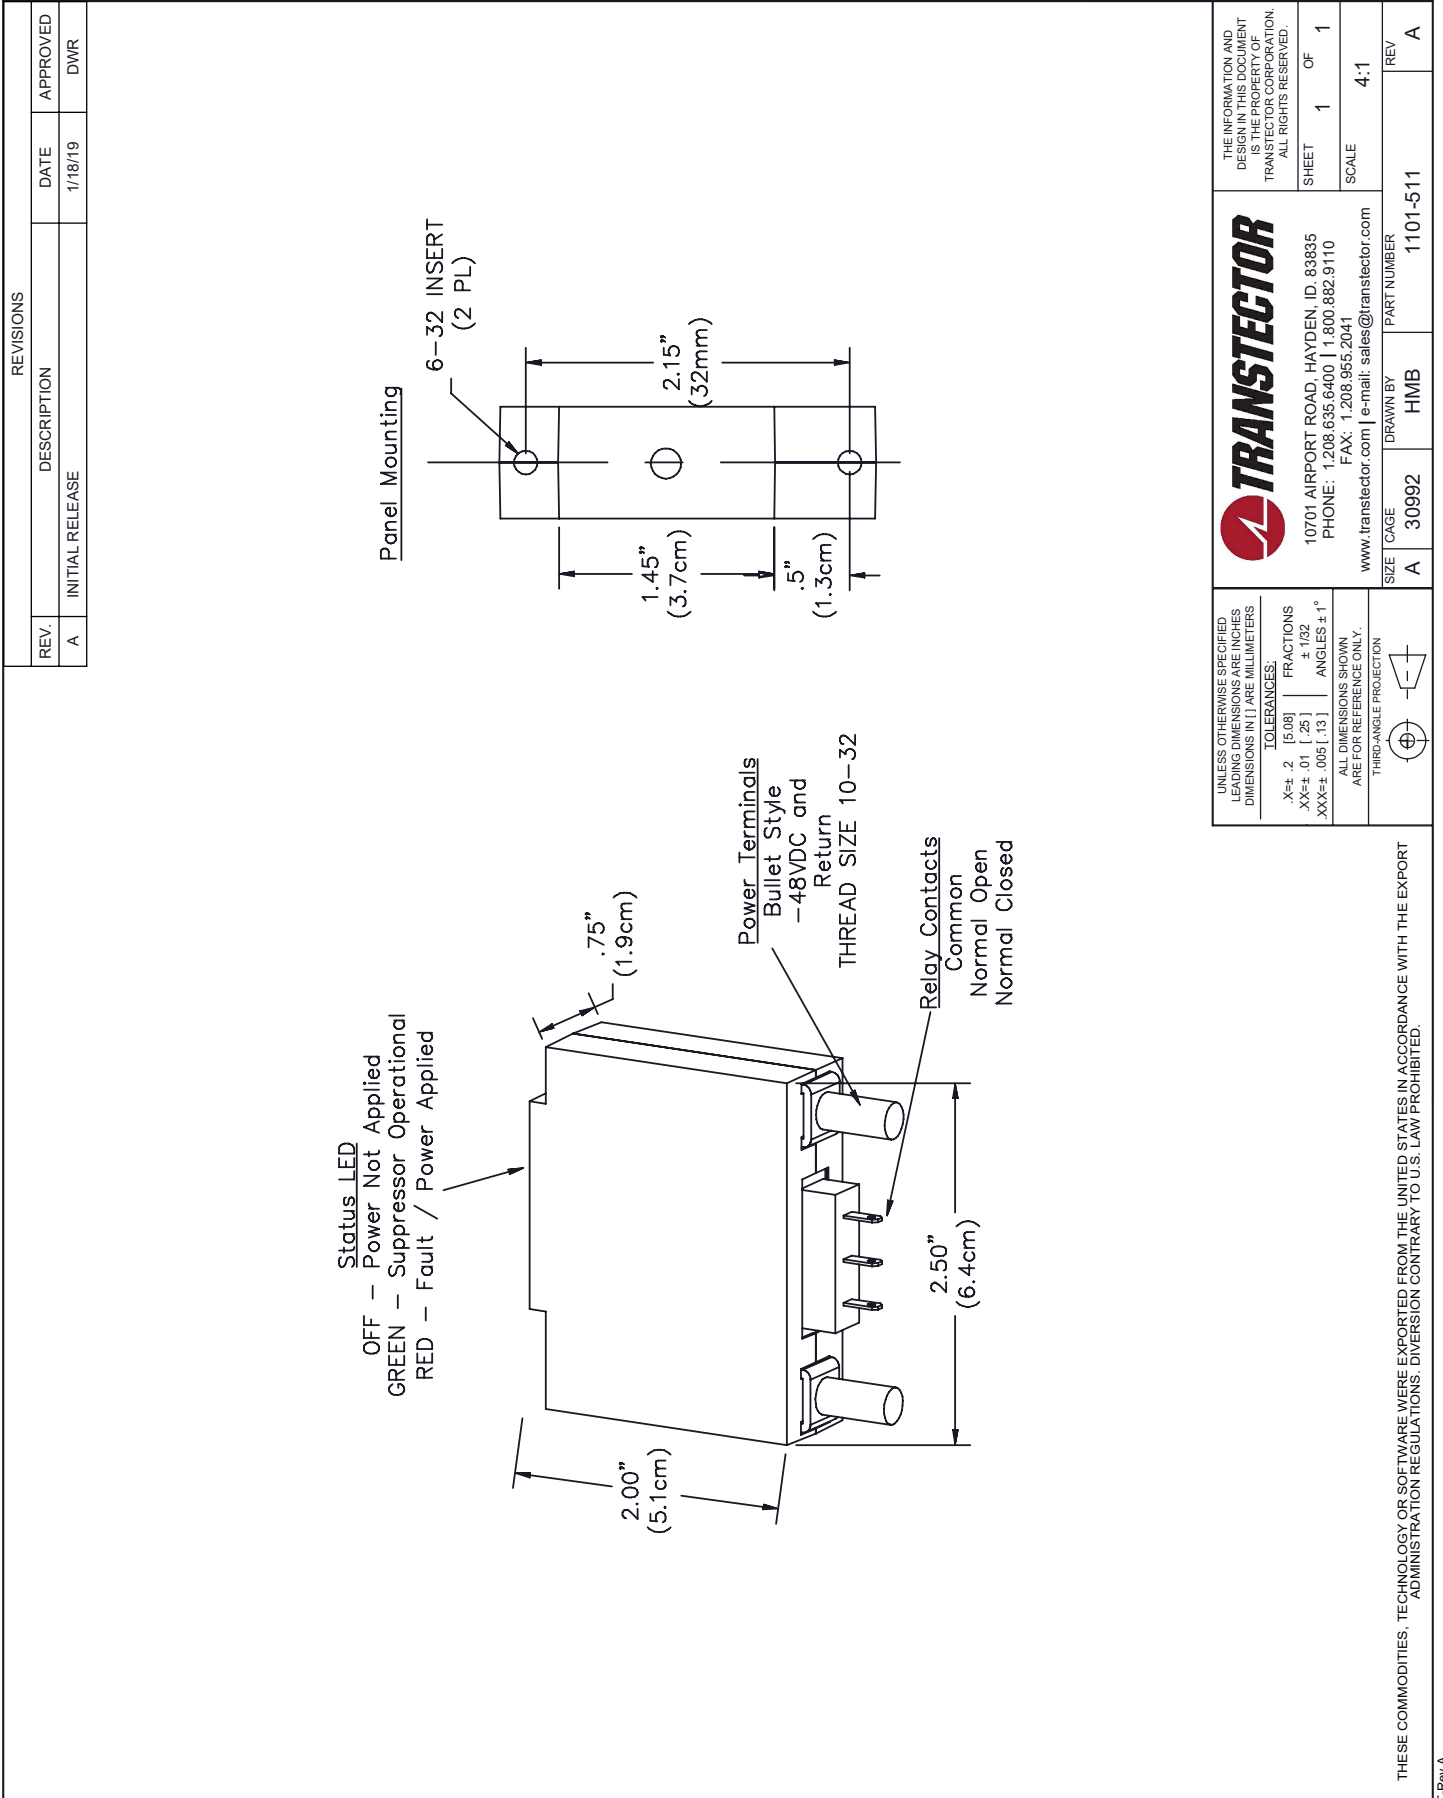 REVISIONS
REV. DESCRIPTION DATE APPROVED
A INITIAL RELEASE 1/18/19 DWR
Status LED
OFF – Power Not Applied
GREEN – Suppressor Operational
RED – Fault / Power Applied
.75"
(1.9cm)
2.00"
(5.1cm)
2.50"
(6.4cm)
Power Terminals
Bullet Style
-48VDC and
Return
THREAD SIZE 10-32
Relay Contacts
Common
Normal Open
Normal Closed
Panel Mounting
6-32 INSERT
(2 PL)
2.15"
(32mm)
1.45"
(3.7cm)
.5"
(1.3cm)
UNLESS OTHERWISE SPECIFIED
LEADING DIMENSIONS ARE INCHES
DIMENSIONS IN [ ] ARE MILLIMETERS
TOLERANCES:
.X=± .2 [5.08] FRACTIONS
.XX=± .01 [ .25 ] ± 1/32
.XXX=± .005 [ .13 ] ANGLES ± 1°
ALL DIMENSIONS SHOWN
ARE FOR REFERENCE ONLY.
THIRD-ANGLE PROJECTION
TRANSTECTOR
10701 AIRPORT ROAD, HAYDEN, ID. 83835
PHONE: 1.208.635.6400 | 1.800.882.9110
FAX: 1.208.955.2041
www.transtector.com | e-mail: sales@transtector.com
THE INFORMATION AND
DESIGN IN THIS DOCUMENT
IS THE PROPERTY OF
TRANSTECTOR CORPORATION.
ALL RIGHTS RESERVED.
SHEET 1 OF 1
SCALE 4:1
SIZE A
CAGE 30992
DRAWN BY HMB
PART NUMBER 1101-511
REV A
THESE COMMODITIES, TECHNOLOGY OR SOFTWARE WERE EXPORTED FROM THE UNITED STATES IN ACCORDANCE WITH THE EXPORT
ADMINISTRATION REGULATIONS. DIVERSION CONTRARY TO U.S. LAW PROHIBITED.
Rev A